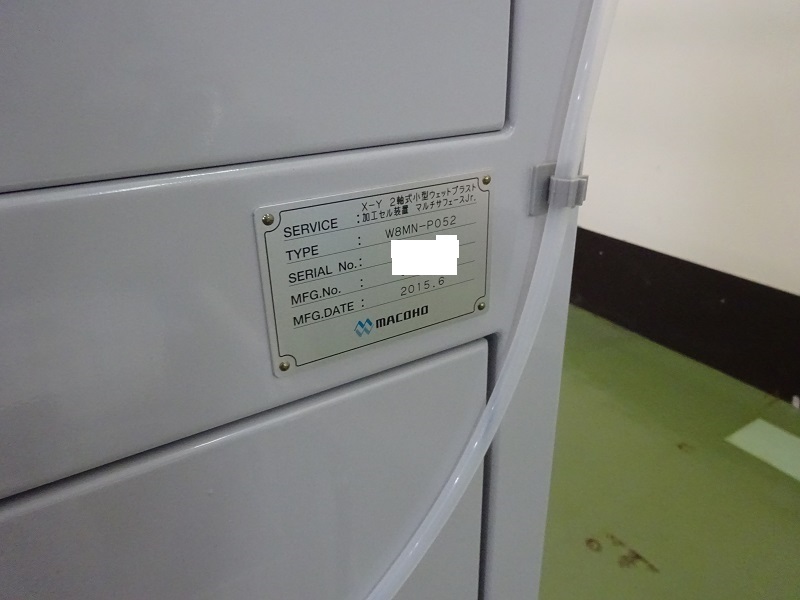 SERVICE : X-Y 2軸式小型ウェットブラスト
加工セル装置 マルチサフェースJr.
TYPE : W8MN-P052
SERIAL No. :
MFG.No. :
MFG.DATE : 2015.6
MACOHO